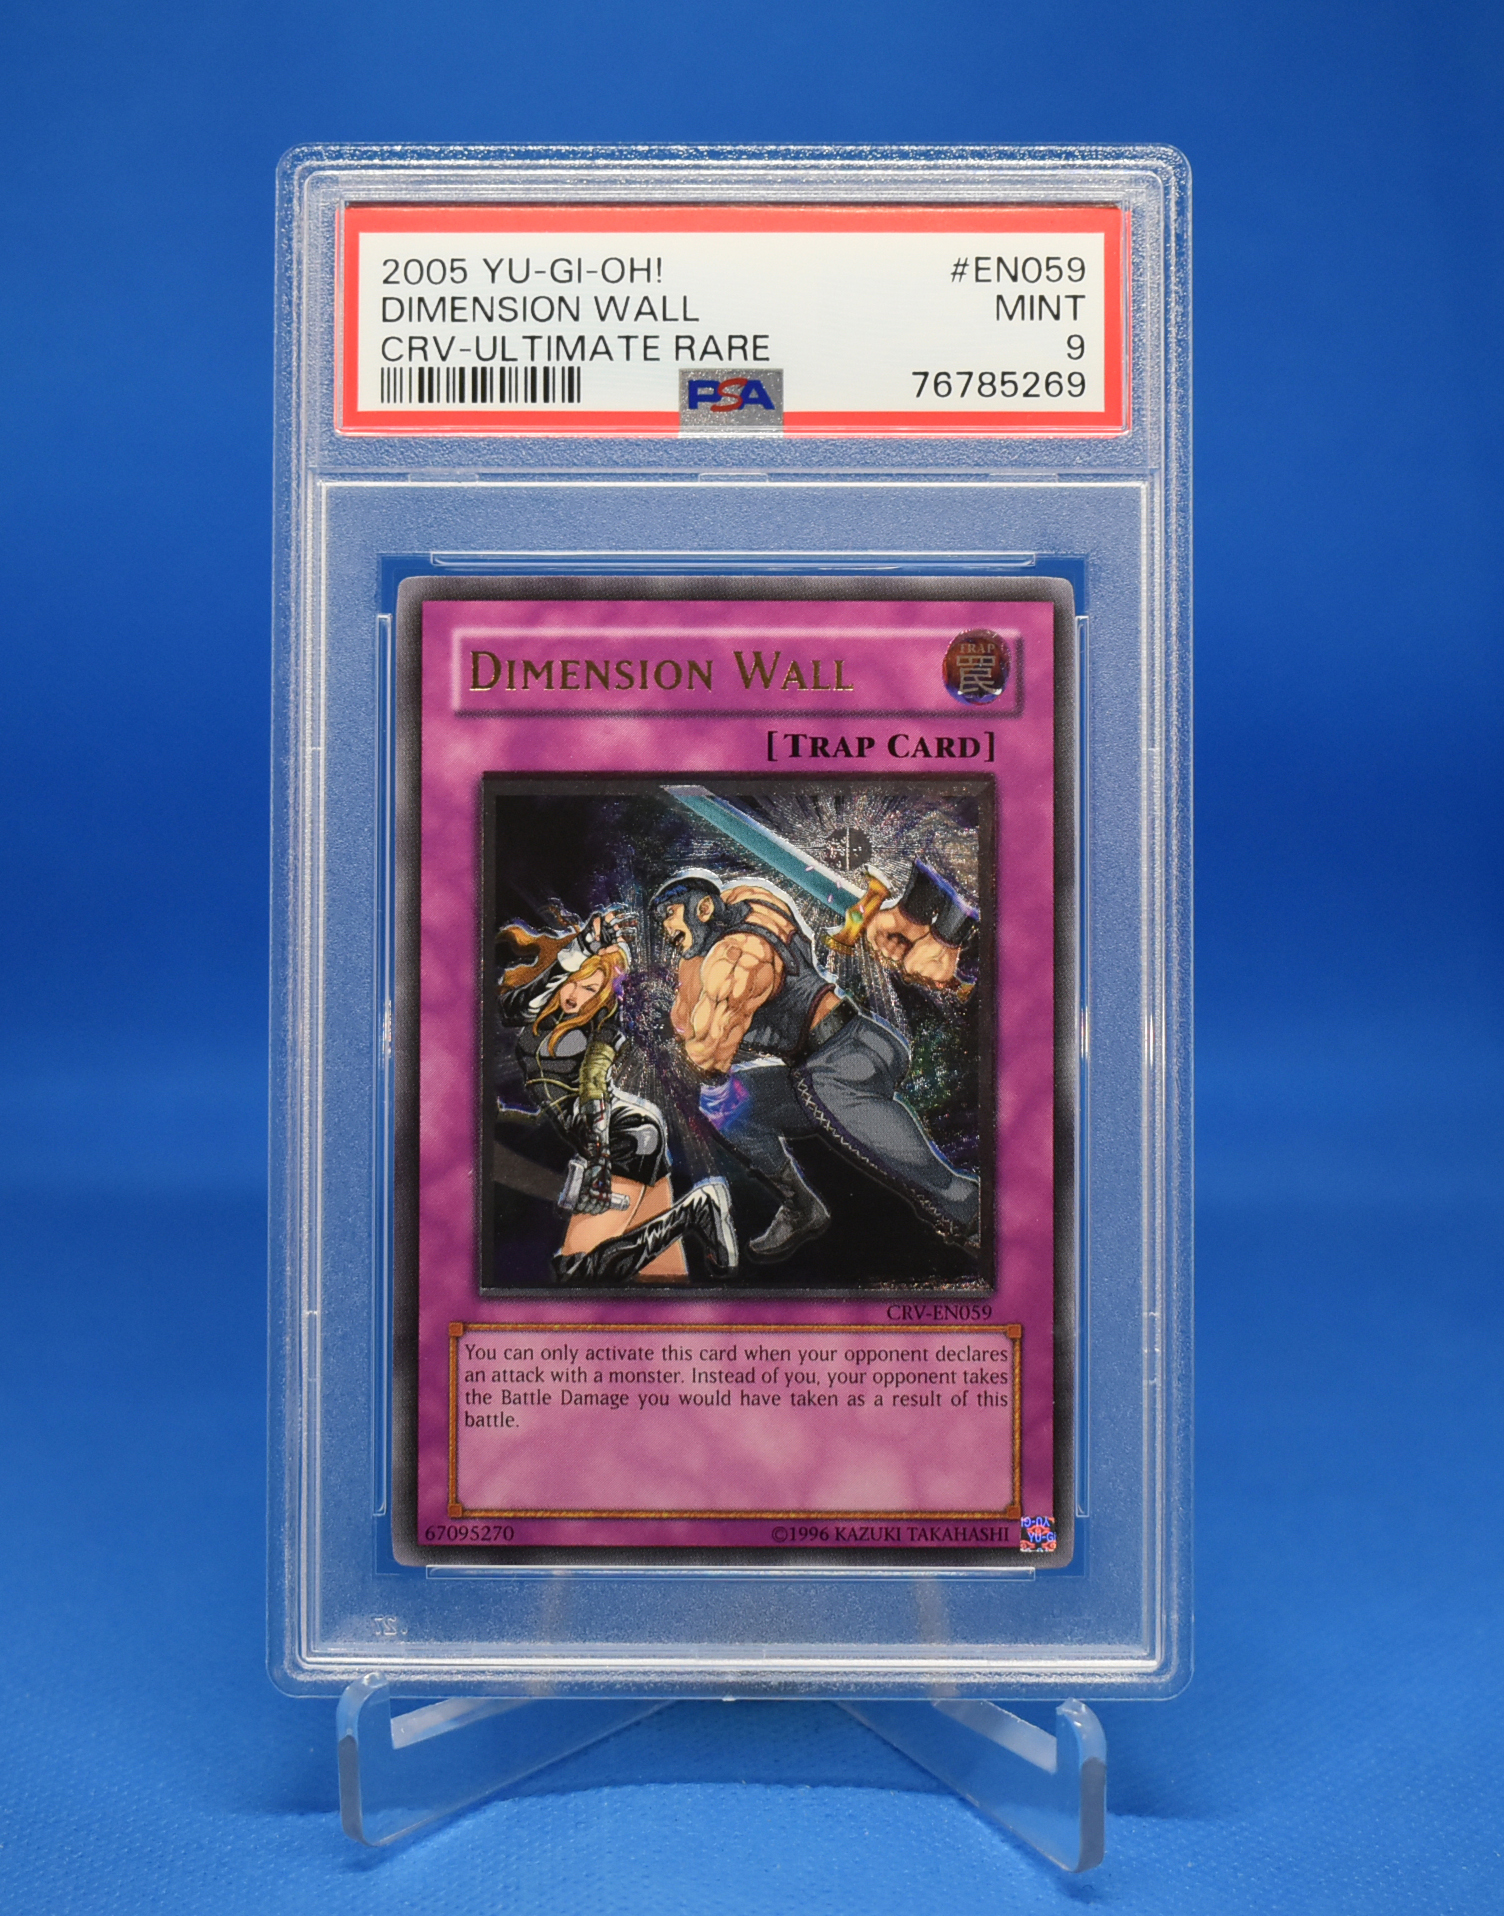 2005 YU-GI-OH! #EN059
DIMENSION WALL MINT
CRV-ULTIMATE RARE 9
PSA 76785269
DIMENSION WALL
TRAP
罠
[TRAP CARD]
CRV-EN059
You can only activate this card when your opponent declares
an attack with a monster. Instead of you, your opponent takes
the Battle Damage you would have taken as a result of this
battle.
67095270 ©1996 KAZUKI TAKAHASHI